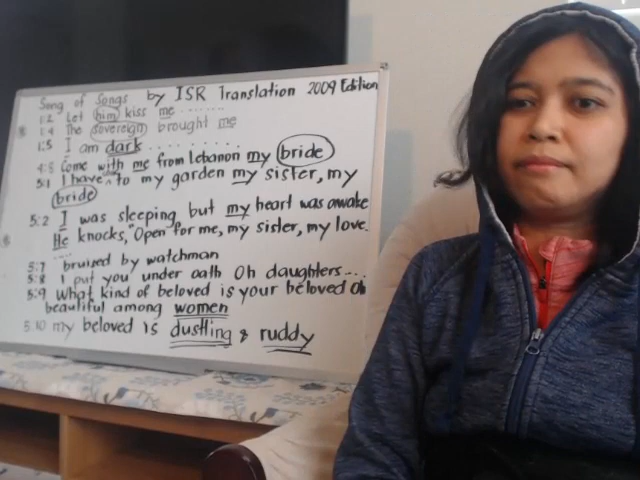 Song of Songs by ISR Translation 2009 Edition
1:2 Let him kiss me ........
1:4 The sovereign brought me
1:5 I am dark ..........
4:8 Come with me from Lebanon my bride
5:1 I have ^ to my garden my sister, my
bride
5:2 I was sleeping, but my heart was awake
He knocks, "Open for me, my sister, my love.
....
5:7 bruised by watchman
5:8 I put you under oath Oh daughters...
5:9 What kind of beloved is your beloved Oh
beautiful among women
5:10 my beloved is dustling & ruddy